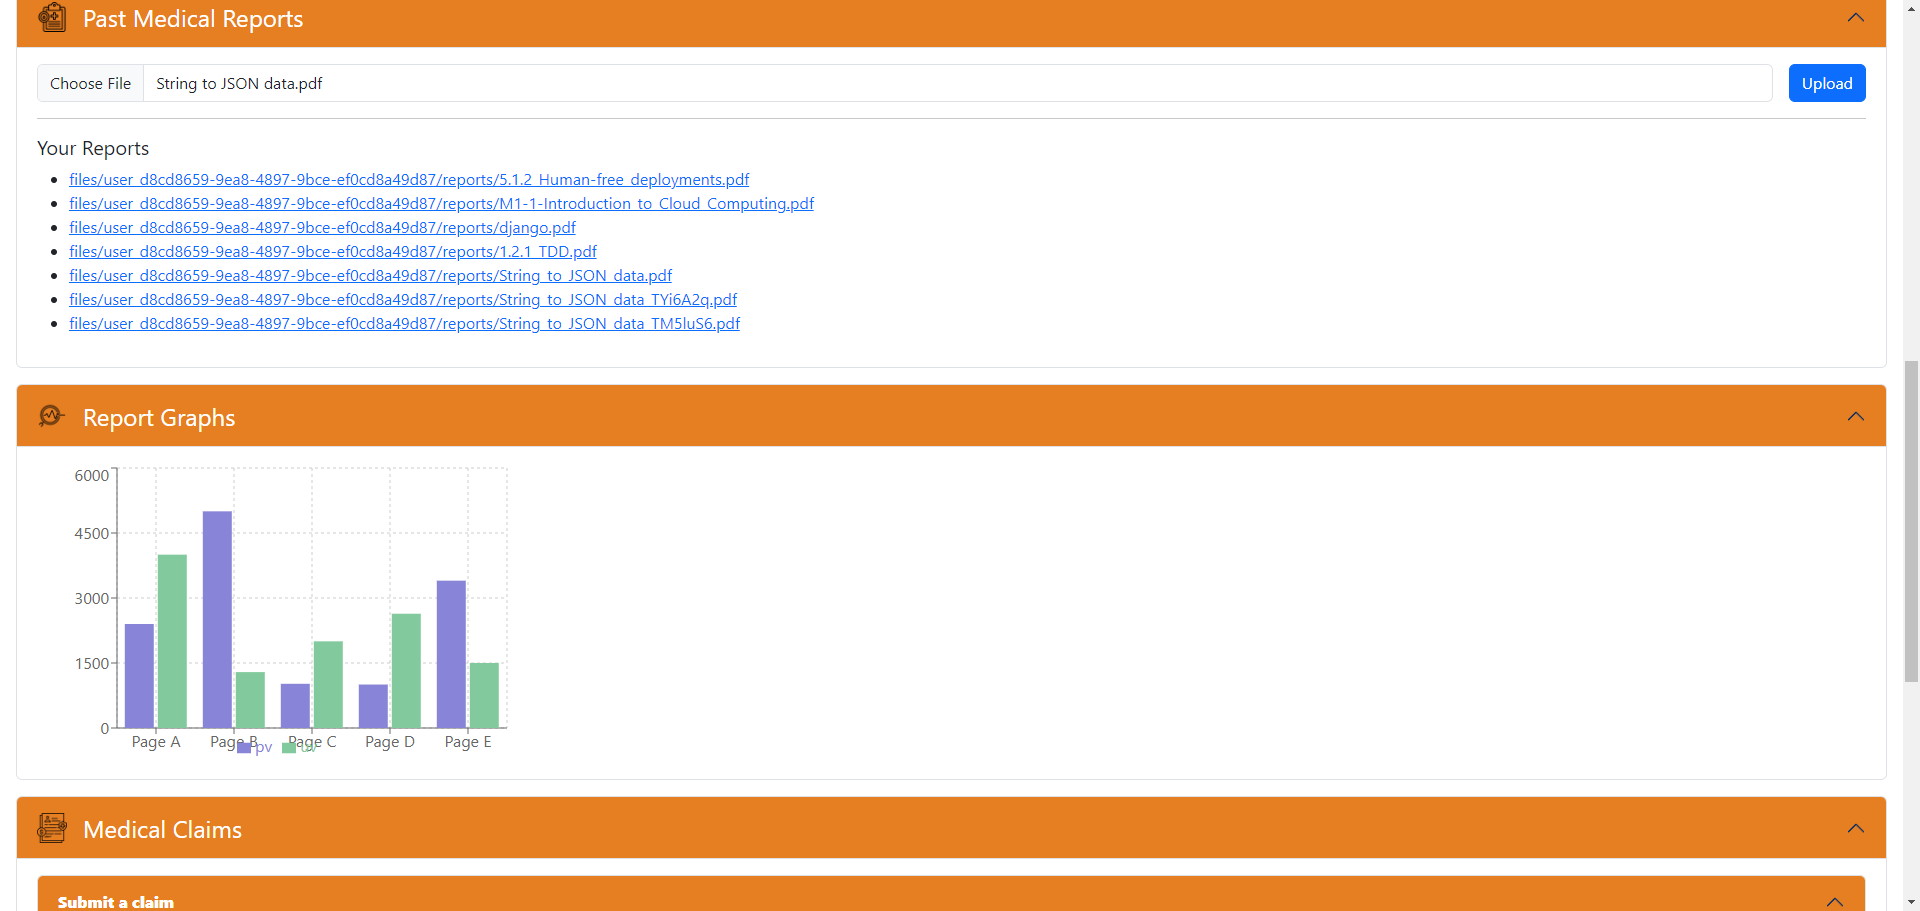 Past Medical Reports
Choose File String to JSON data.pdf Upload
Your Reports
files/user_d8cd8659-9ea8-4897-9bce-ef0cd8a49d87/reports/5.1.2_Human-free_deployments.pdf
files/user_d8cd8659-9ea8-4897-9bce-ef0cd8a49d87/reports/M1-1-Introduction_to_Cloud_Computing.pdf
files/user_d8cd8659-9ea8-4897-9bce-ef0cd8a49d87/reports/django.pdf
files/user_d8cd8659-9ea8-4897-9bce-ef0cd8a49d87/reports/1.2.1_TDD.pdf
files/user_d8cd8659-9ea8-4897-9bce-ef0cd8a49d87/reports/String_to_JSON_data.pdf
files/user_d8cd8659-9ea8-4897-9bce-ef0cd8a49d87/reports/String_to_JSON_data_TYi6A2q.pdf
files/user_d8cd8659-9ea8-4897-9bce-ef0cd8a49d87/reports/String_to_JSON_data_TM5luS6.pdf
Report Graphs
6000
4500
3000
1500
0
Page A Page B Page C Page D Page E
pv uv
Medical Claims
Submit a claim